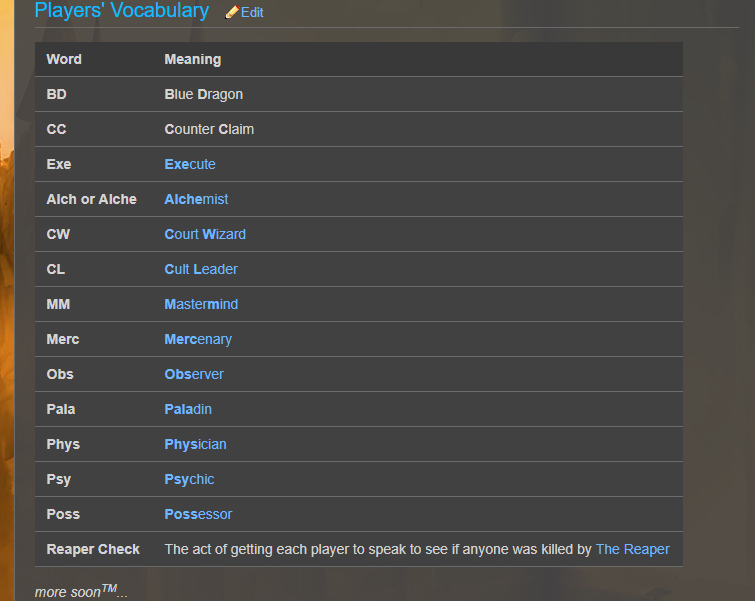 Players' Vocabulary Edit
Word Meaning
BD Blue Dragon
CC Counter Claim
Exe Execute
Alch or Alche Alchemist
CW Court Wizard
CL Cult Leader
MM Mastermind
Merc Mercenary
Obs Observer
Pala Paladin
Phys Physician
Psy Psychic
Poss Possessor
Reaper Check The act of getting each player to speak to see if anyone was killed by The Reaper
more soon™...